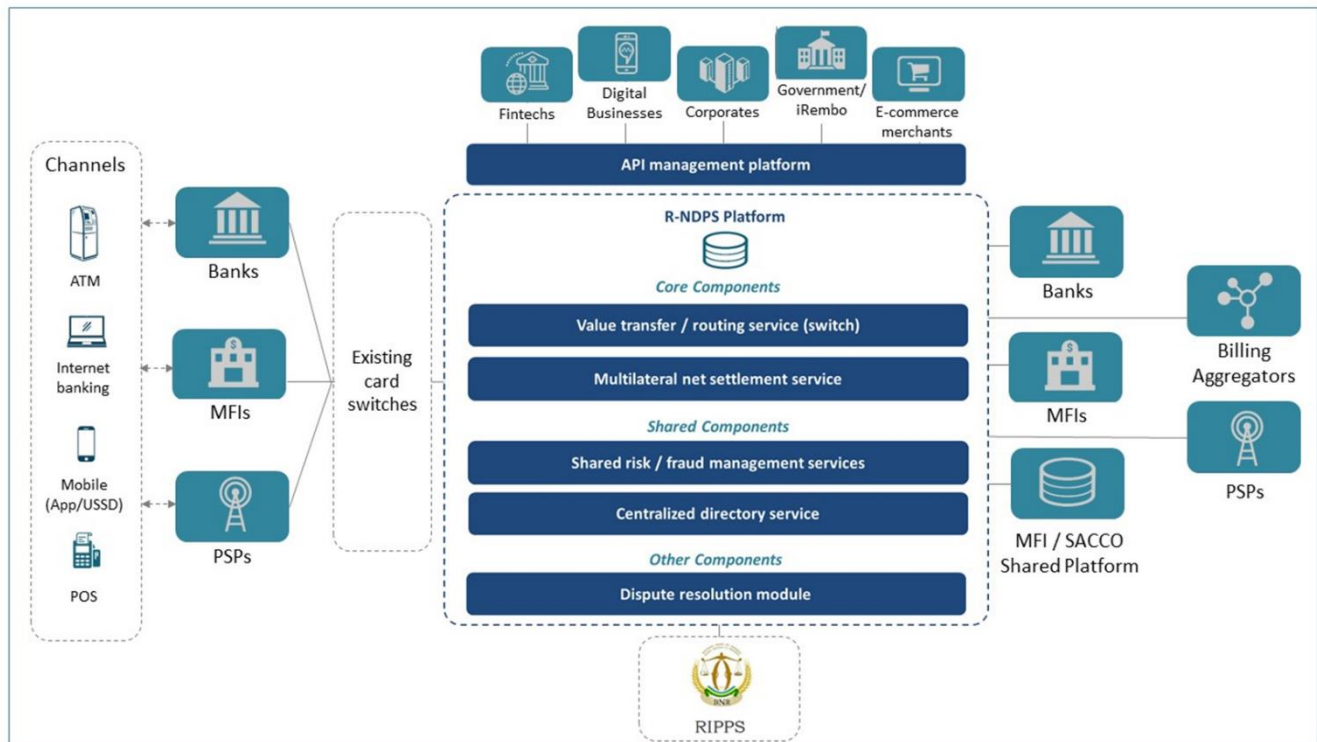 Fintechs
Digital
Businesses
Corporates
Government/
iRembo
E-commerce
merchants
API management platform
Channels
ATM
Internet
banking
Mobile
(App/USSD)
POS
Banks
MFIs
PSPs
Existing
card
switches
R-NDPS Platform
Core Components
Value transfer / routing service (switch)
Multilateral net settlement service
Shared Components
Shared risk / fraud management services
Centralized directory service
Other Components
Dispute resolution module
BNR
RIPPS
Banks
MFIs
MFI / SACCO
Shared Platform
Billing
Aggregators
PSPs